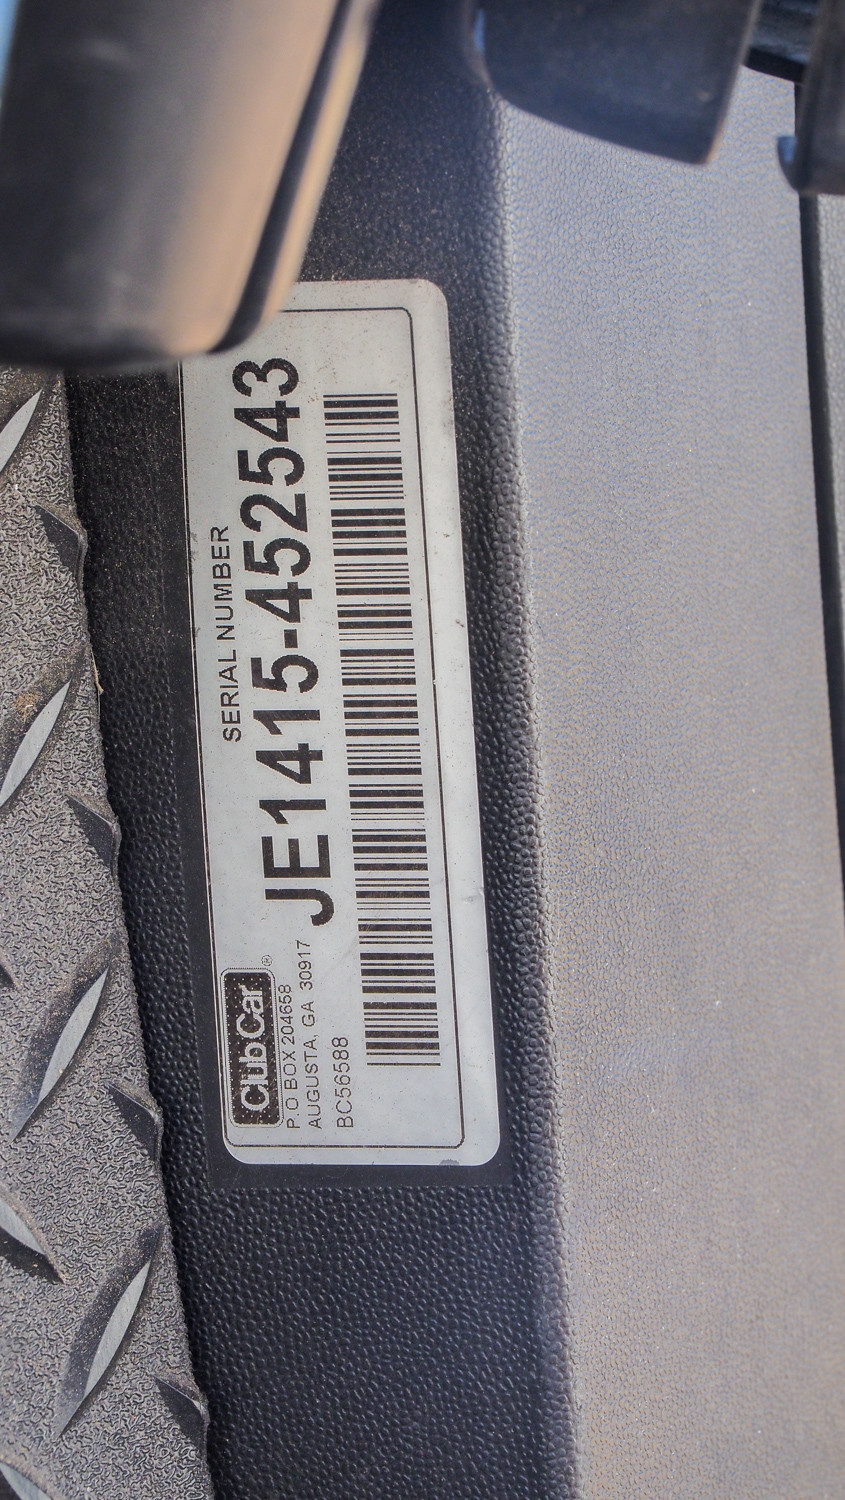 SERIAL NUMBER
JE1415-452543
Club Car®
P.O BOX 204658
AUGUSTA, GA 30917
BC56588